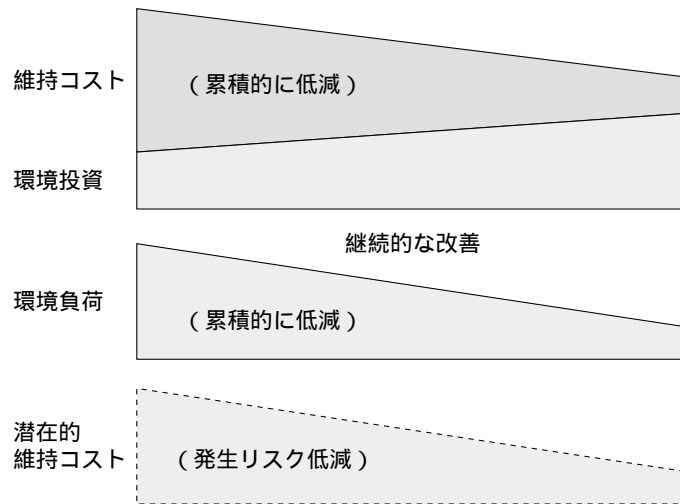 維持コスト
(累積的に低減)
環境投資
継続的な改善
環境負荷
(累積的に低減)
潜在的
維持コスト
(発生リスク低減)